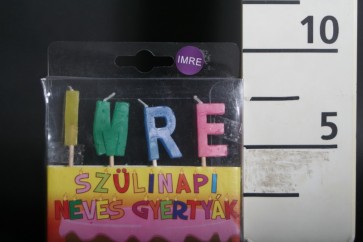 IMRE
10
5
IMRE
SZÜLINAPI
NEVES GYERTYÁK